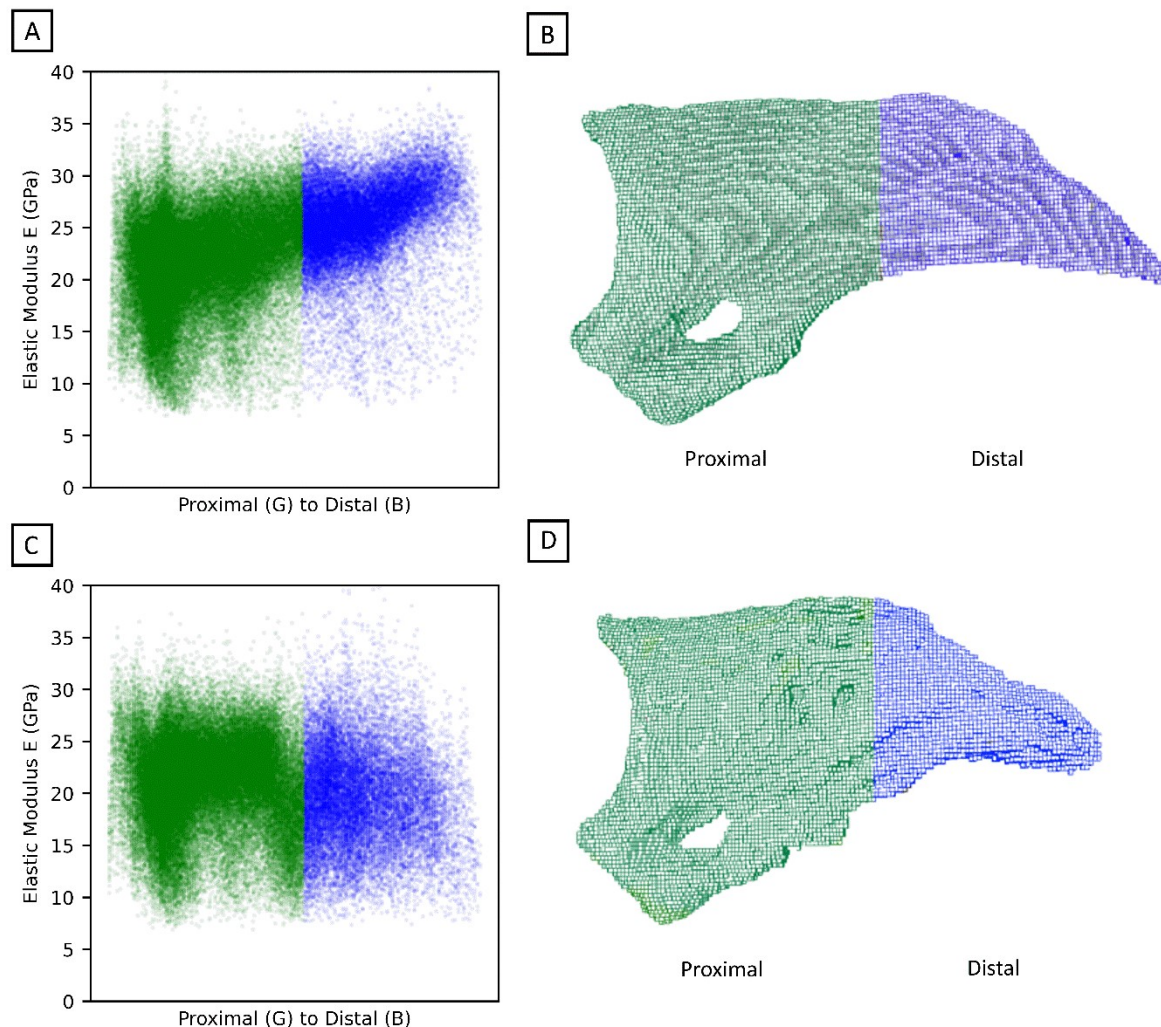 A
B
Elastic Modulus E (GPa)
40
35
30
25
20
15
10
5
0
Proximal (G) to Distal (B)
Proximal
Distal
C
D
Elastic Modulus E (GPa)
40
35
30
25
20
15
10
5
0
Proximal (G) to Distal (B)
Proximal
Distal